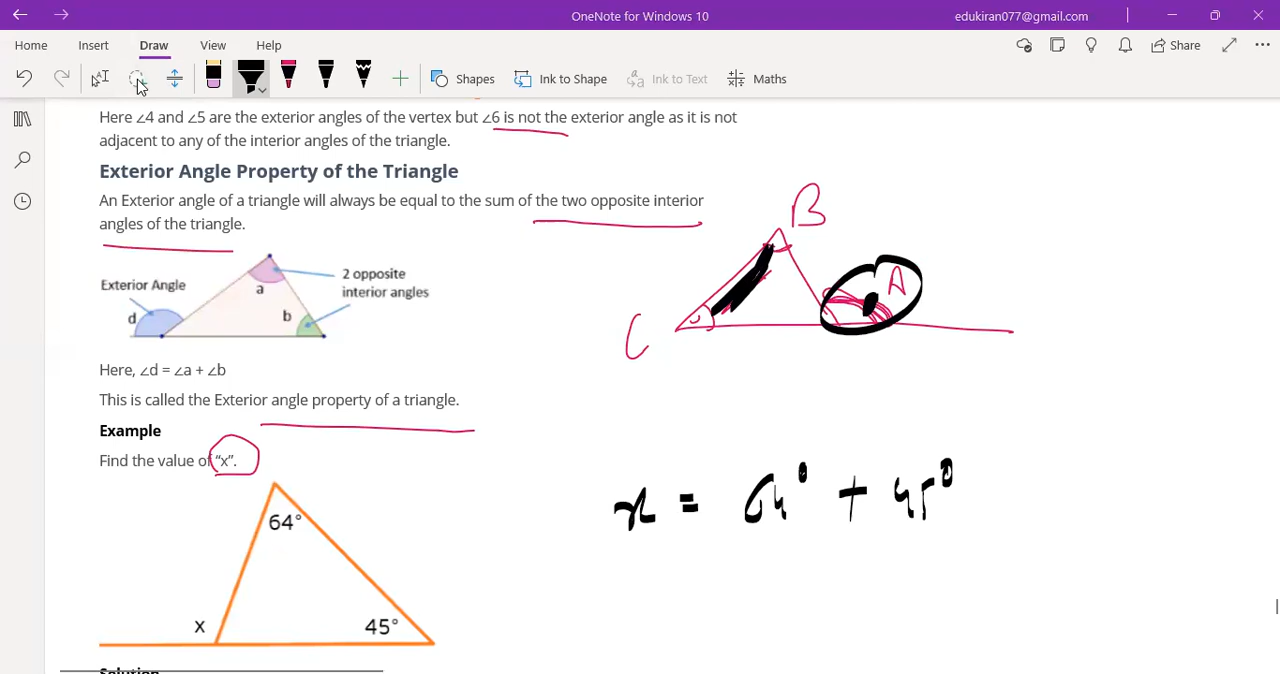 OneNote for Windows 10
edukiran077@gmail.com
Home Insert Draw View Help
Share
Shapes Ink to Shape Ink to Text Maths
Here ∠4 and ∠5 are the exterior angles of the vertex but ∠6 is not the exterior angle as it is not
adjacent to any of the interior angles of the triangle.
Exterior Angle Property of the Triangle
An Exterior angle of a triangle will always be equal to the sum of the two opposite interior
angles of the triangle.
Exterior Angle
d
a
b
2 opposite
interior angles
B
A
C
Here, ∠d = ∠a + ∠b
This is called the Exterior angle property of a triangle.
Example
Find the value of “x”.
64°
x
45°
x = 64° + 45°
Solution